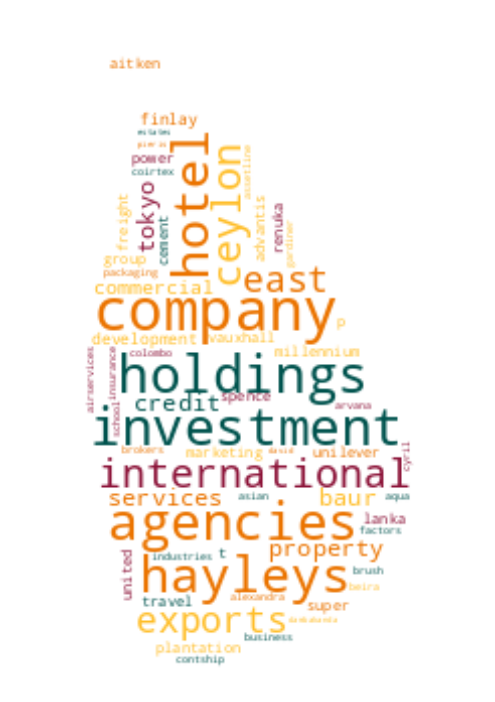 aitken
finlay
estates
pieris
power
coirtex
hotel
ceylon
assetline
tokyo
cement
freight
advantis
renuka
gardiner
group
packaging
east
commercial
company
p
development
vauxhall
colombo
millennium
airservices
insurance
school
holdings
credit
spence
arvana
investment
brokers
marketing
david
unilever
cyril
international
services
asian
baur
aqua
agencies
lanka
factors
property
united
industries
t
hayleys
brush
beira
travel
alexandra
super
exports
business
plantation
contship